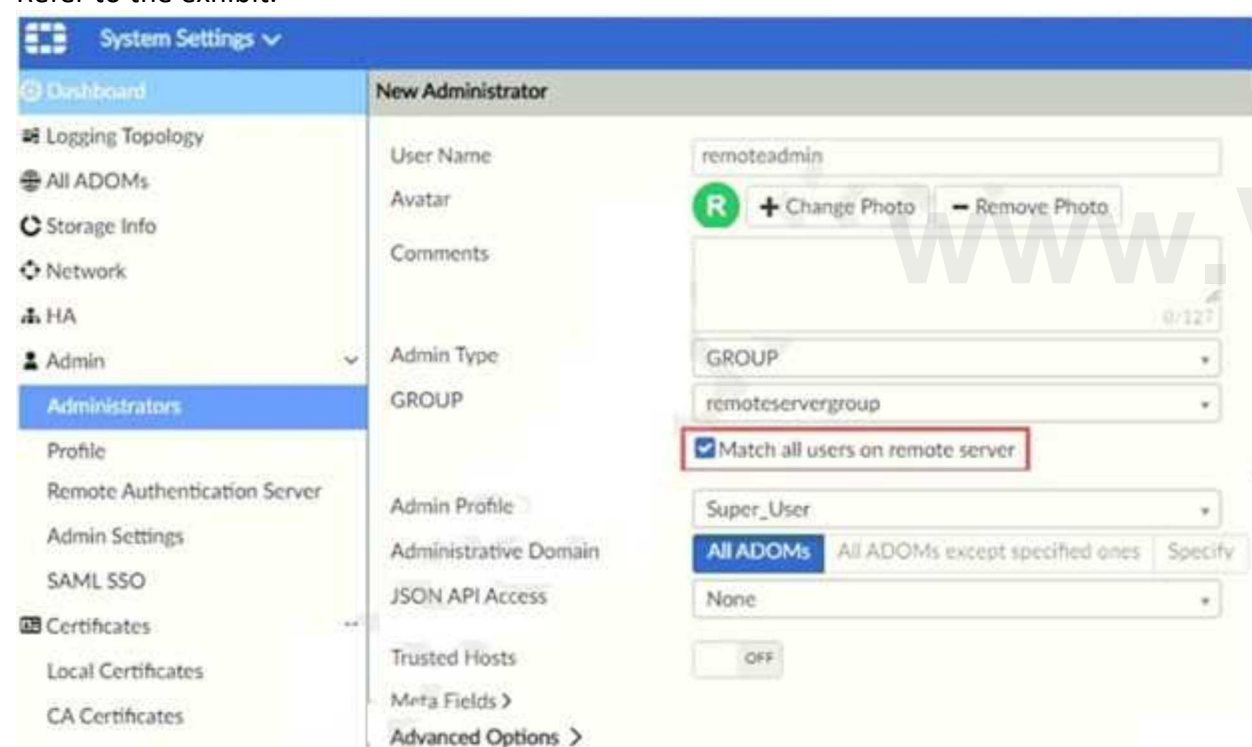 Refer to the exhibit.
System Settings
Dashboard
New Administrator
Logging Topology
All ADOMs
Storage Info
Network
HA
Admin
Administrators
Profile
Remote Authentication Server
Admin Settings
SAML SSO
Certificates
Local Certificates
CA Certificates
User Name remoteadmin
Avatar R + Change Photo − Remove Photo
Comments
0/127
Admin Type GROUP
GROUP remoteservergroup
Match all users on remote server
Admin Profile Super_User
Administrative Domain All ADOMs All ADOMs except specified ones Specify
JSON API Access None
Trusted Hosts OFF
Meta Fields >
Advanced Options >
www.